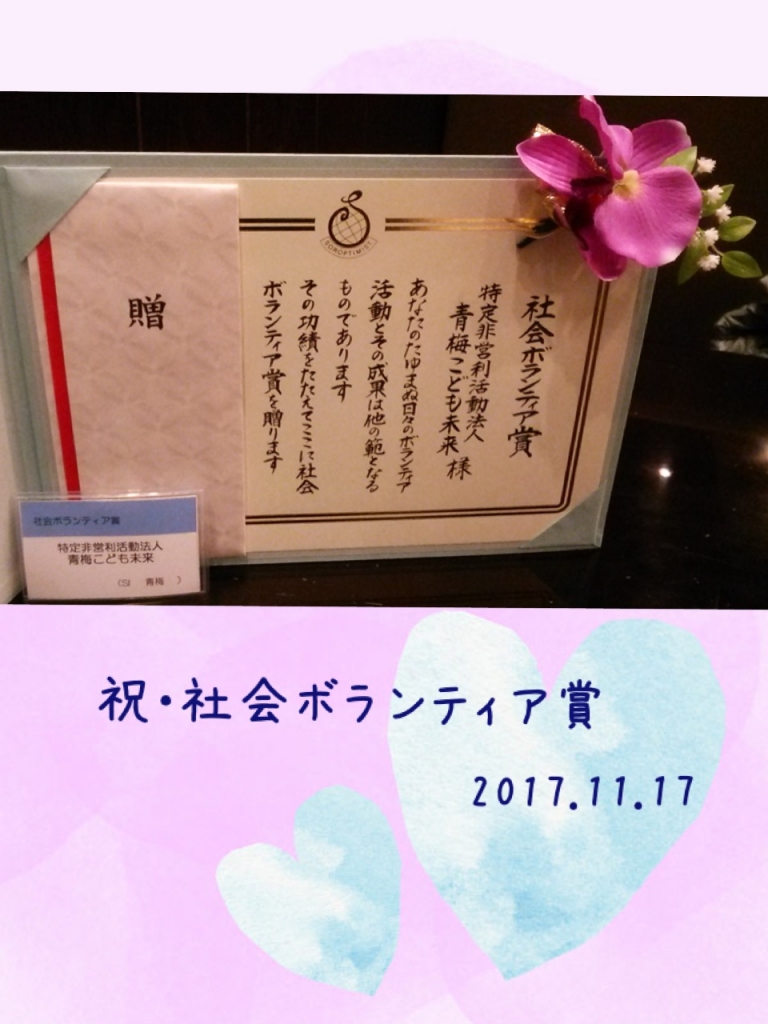 SOROPTIMIST
社会ボランティア賞
特定非営利活動法人
青梅こども未来 様
あなたのたゆまぬ日々のボランティア
活動とその成果は他の範となる
ものであります
その功績をたたえてここに社会
ボランティア賞を贈ります
贈
社会ボランティア賞
特定非営利活動法人
青梅こども未来
（SI 青梅 ）
祝・社会ボランティア賞
2017.11.17